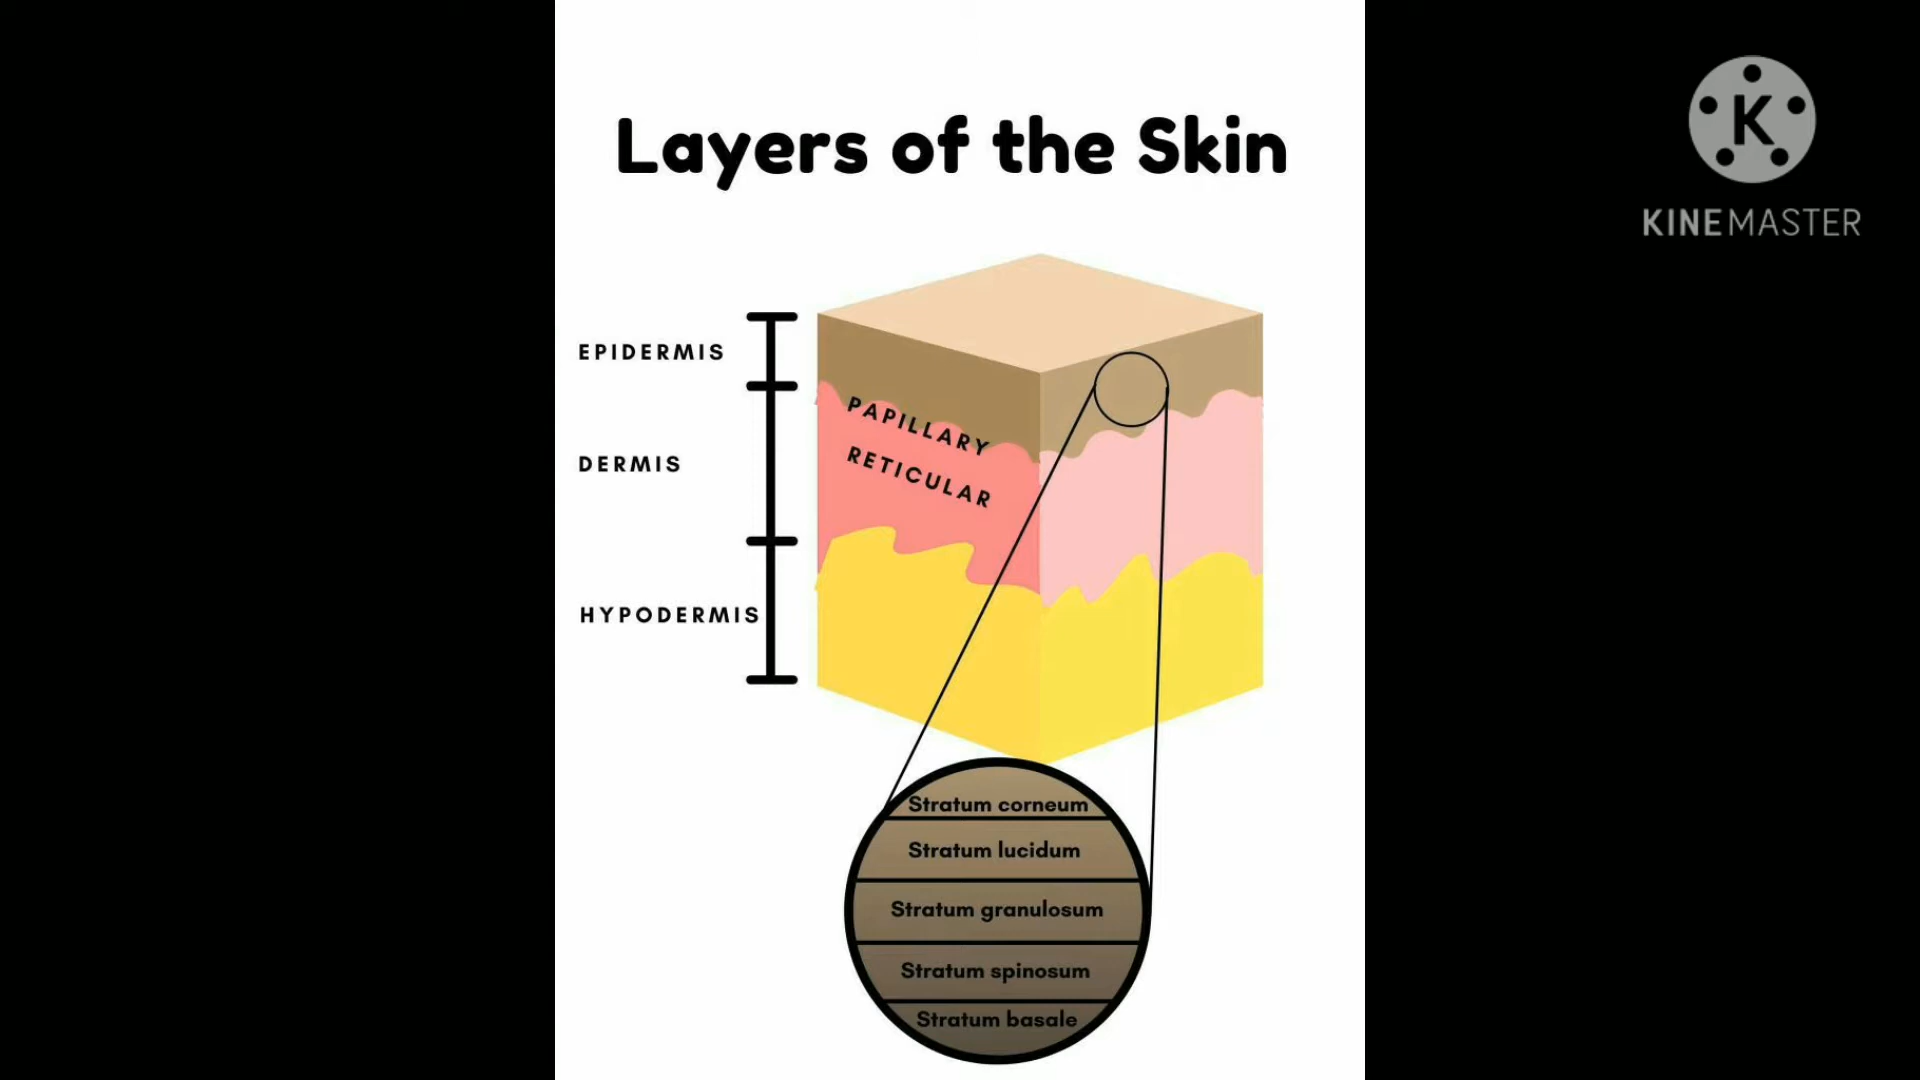 Layers of the Skin
K
KINEMASTER
EPIDERMIS
PAPILLARY
RETICULAR
DERMIS
HYPODERMIS
Stratum corneum
Stratum lucidum
Stratum granulosum
Stratum spinosum
Stratum basale